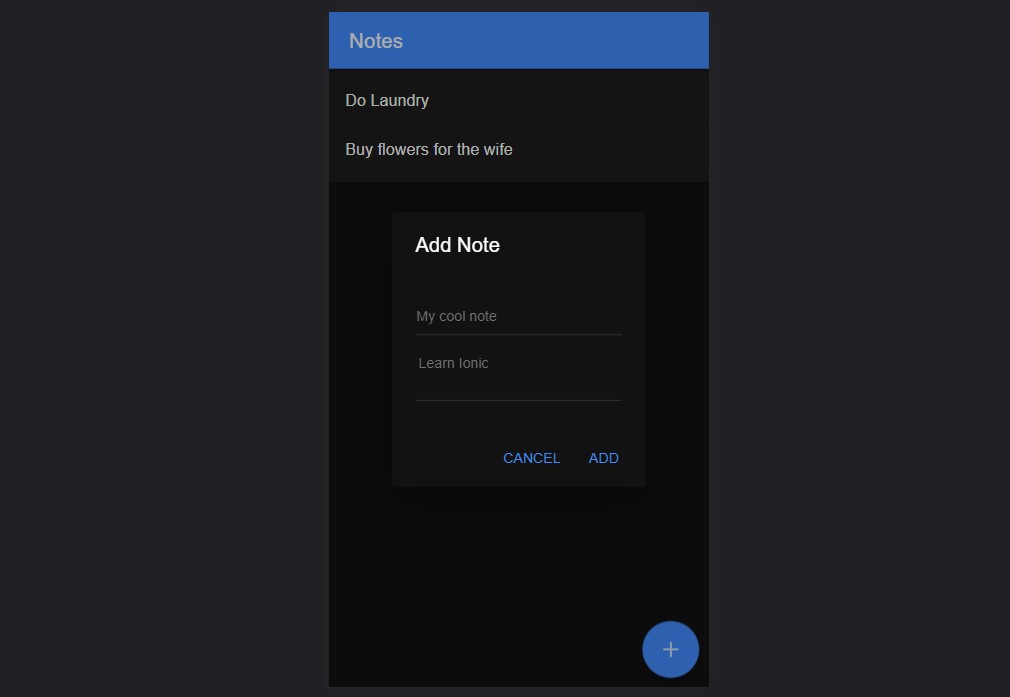 Notes
Do Laundry
Buy flowers for the wife
Add Note
My cool note
Learn Ionic
CANCEL ADD
+